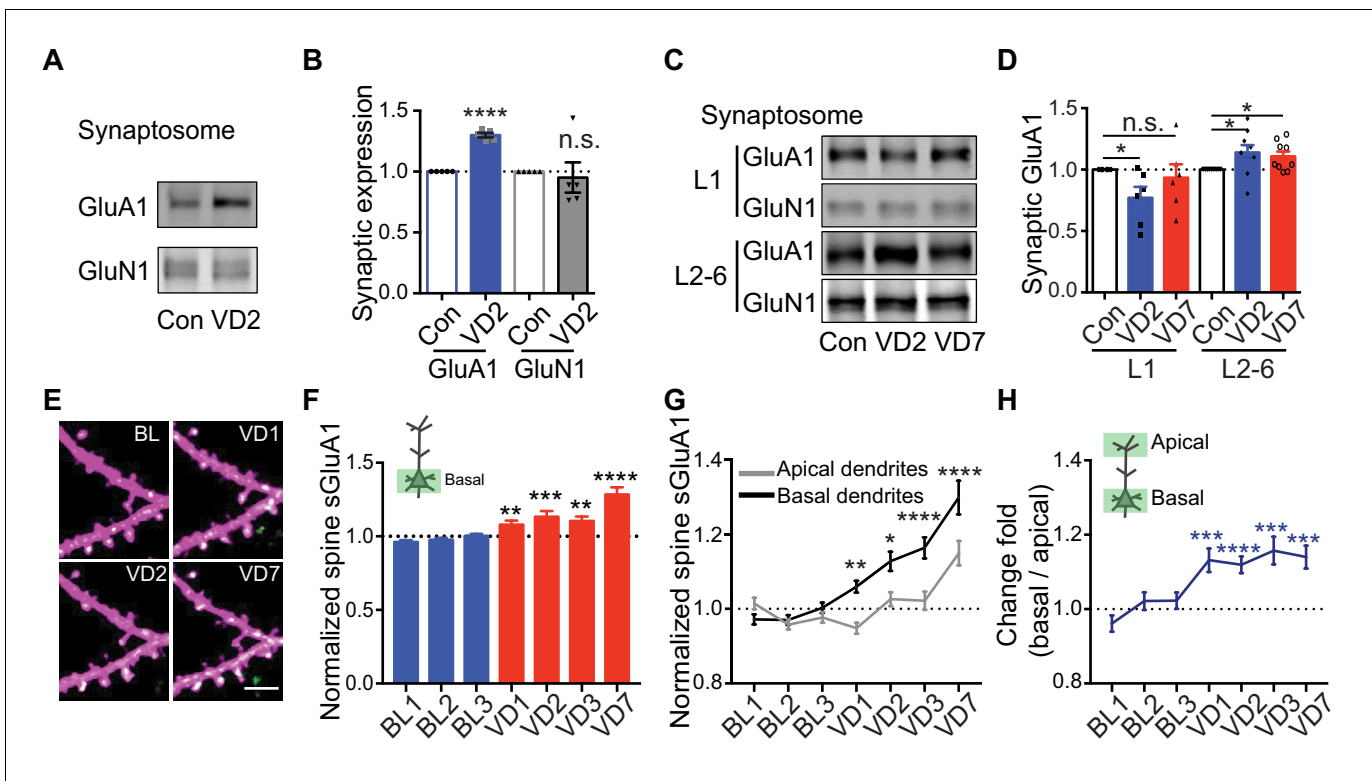 A
Synaptosome
GluA1
GluN1
Con VD2
B
Synaptic expression
1.5
1.0
0.5
0.0
****
n.s.
Con
VD2
Con
VD2
GluA1
GluN1
C
Synaptosome
L1
GluA1
GluN1
L2-6
GluA1
GluN1
Con VD2 VD7
D
Synaptic GluA1
1.5
1.0
0.5
0.0
n.s.
*
*
*
Con
VD2
VD7
Con
VD2
VD7
L1
L2-6
E
BL
VD1
VD2
VD7
F
Normalized spine sGluA1
1.5
1.0
0.5
0.0
Basal
**
***
**
****
BL1
BL2
BL3
VD1
VD2
VD3
VD7
G
Normalized spine sGluA1
1.4
1.2
1.0
0.8
Apical dendrites
Basal dendrites
**
*
****
****
BL1
BL2
BL3
VD1
VD2
VD3
VD7
H
Change fold
(basal / apical)
1.4
1.2
1.0
0.8
Apical
Basal
***
****
***
***
BL1
BL2
BL3
VD1
VD2
VD3
VD7